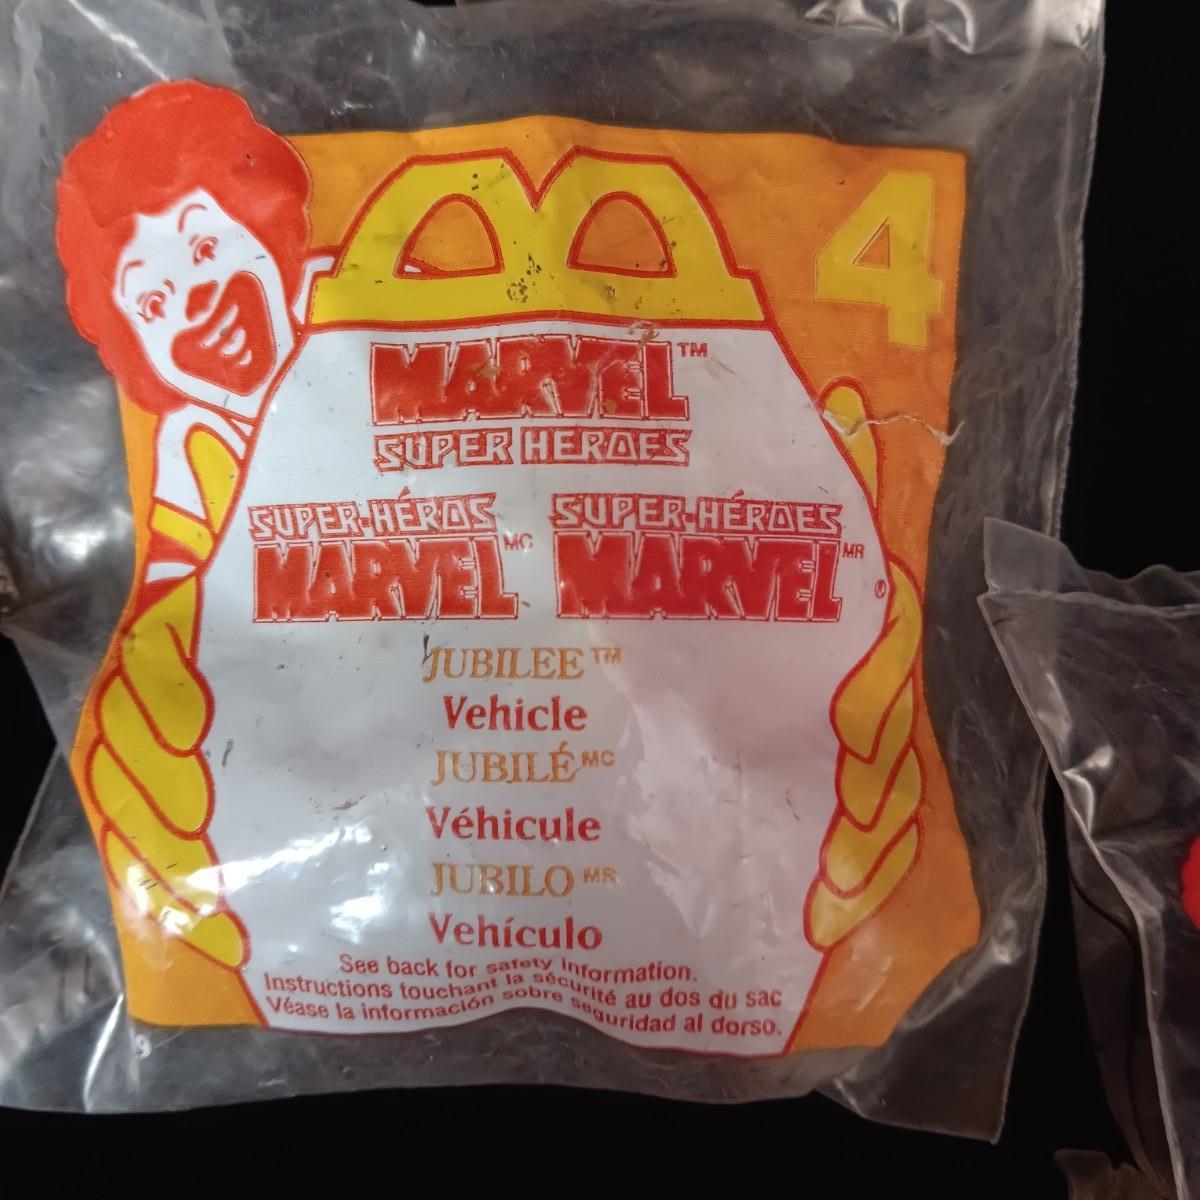 4
MARVEL™
SUPER HEROES
SUPER-HÉROS
MARVEL MC
SUPER-HÉROES
MARVEL MR
®
JUBILEE™
Vehicle
JUBILÉ MC
Véhicule
JUBILO MR
Vehículo
See back for safety information.
Instructions touchant la sécurité au dos du sac
Véase la información sobre seguridad al dorso.
9